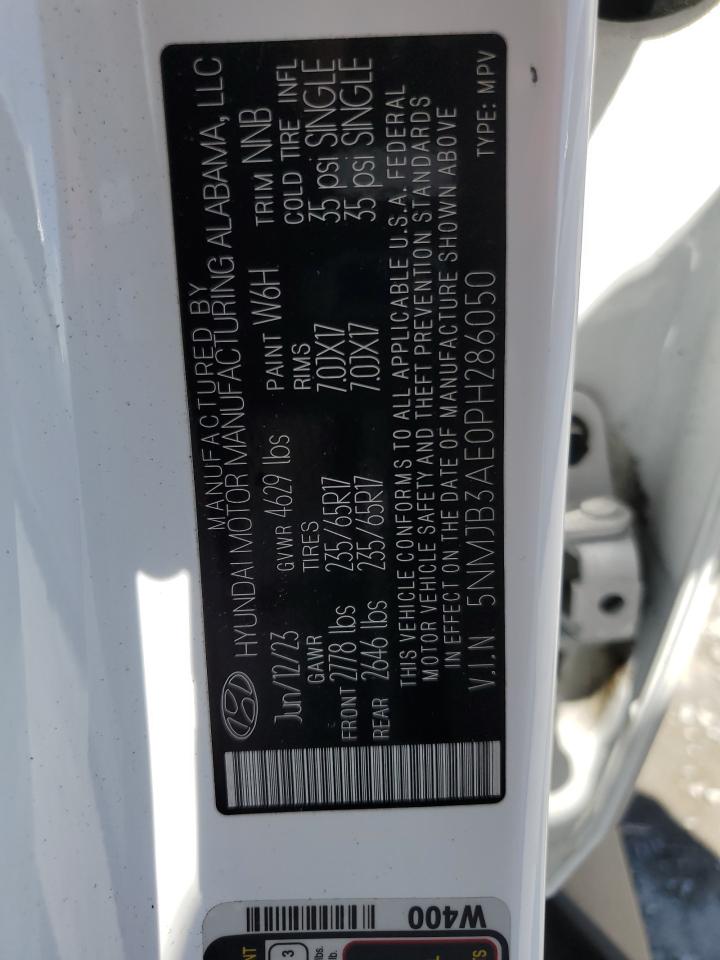 MANUFACTURED BY
HYUNDAI MOTOR MANUFACTURING ALABAMA, LLC
Jun/12/23 GVWR 4629 lbs PAINT W6H TRIM NNB
GAWR TIRES RIMS COLD TIRE INFL
FRONT 2778 lbs 235/65R17 7.0JX17 35 psi SINGLE
REAR 2646 lbs 235/65R17 7.0JX17 35 psi SINGLE
THIS VEHICLE CONFORMS TO ALL APPLICABLE U.S.A. FEDERAL
MOTOR VEHICLE SAFETY AND THEFT PREVENTION STANDARDS
IN EFFECT ON THE DATE OF MANUFACTURE SHOWN ABOVE
V.I.N 5NMJB3AE0PH286050 TYPE: MPV
W400
3
lbs.
lb.